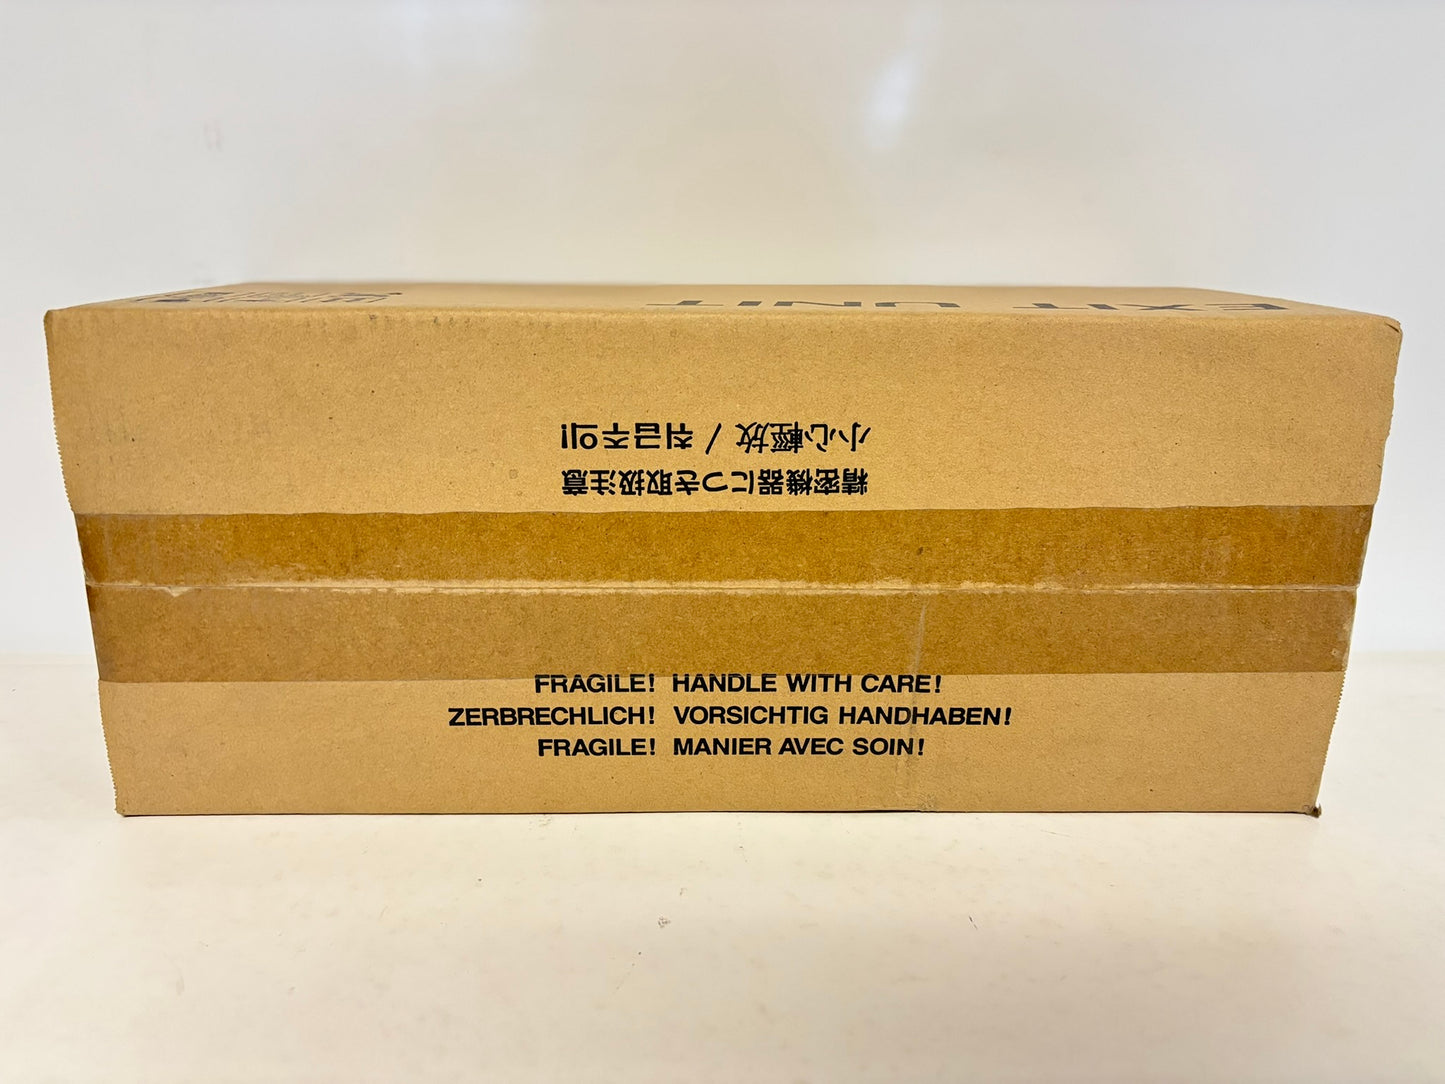 EXIT UNIT
精密機器につき取扱注意
小心輕放 / 취급주의!!
FRAGILE! HANDLE WITH CARE!
ZERBRECHLICH! VORSICHTIG HANDHABEN!
FRAGILE! MANIER AVEC SOIN!